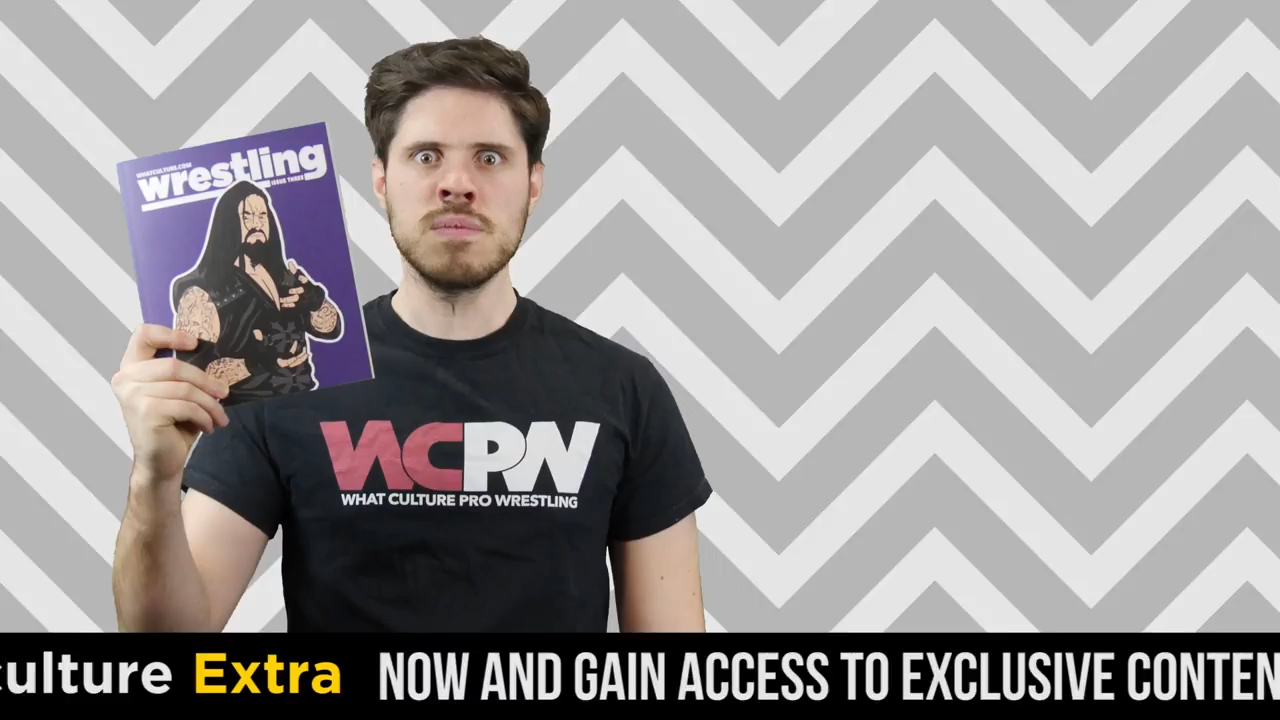 WHATCULTURE.COM
wrestling
ISSUE THREE
WCPW
WHAT CULTURE PRO WRESTLING
culture Extra NOW AND GAIN ACCESS TO EXCLUSIVE CONTEN